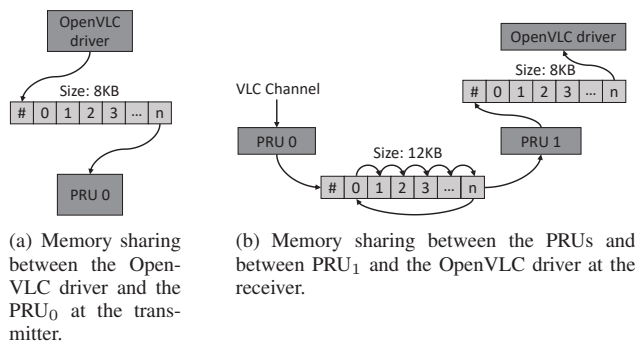 OpenVLC
driver
Size: 8KB
# 0 1 2 3 ... n
PRU 0
(a) Memory sharing
between the Open-
VLC driver and the
PRU0 at the trans-
mitter.
VLC Channel
PRU 0
Size: 12KB
# 0 1 2 3 ... n
PRU 1
Size: 8KB
# 0 1 2 3 ... n
OpenVLC
driver
(b) Memory sharing between the PRUs and
between PRU1 and the OpenVLC driver at the
receiver.